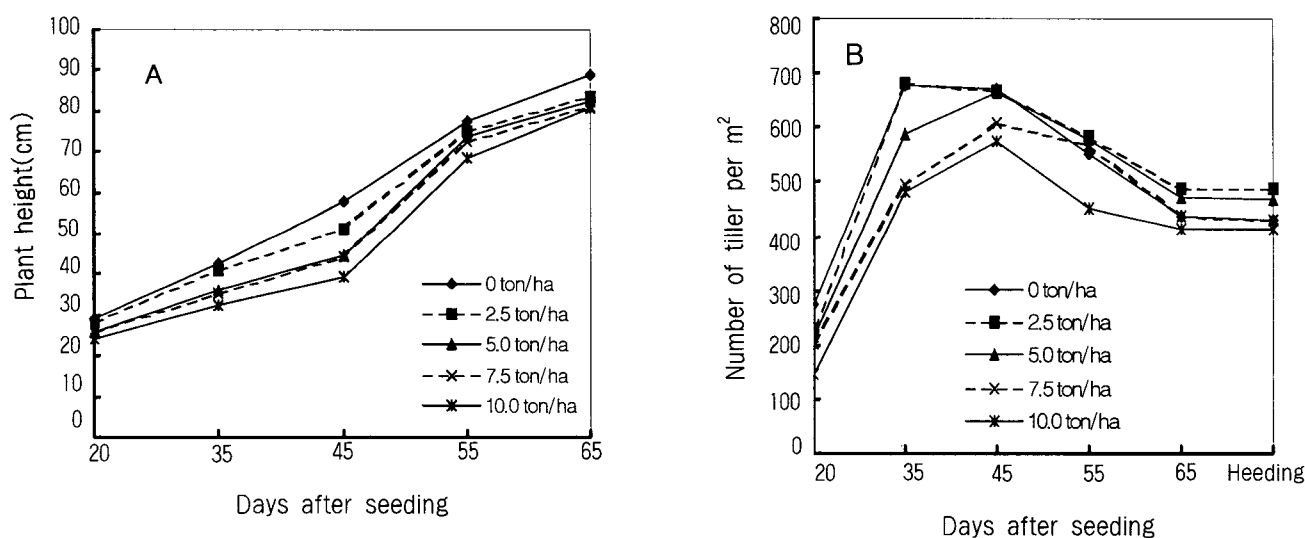 A
Plant height(cm)
100
90
80
70
60
50
40
30
20
10
0
20 35 45 55 65
Days after seeding
0 ton/ha
2.5 ton/ha
5.0 ton/ha
7.5 ton/ha
10.0 ton/ha
B
Number of tiller per m²
800
700
600
500
400
300
200
100
0
20 35 45 55 65 Heeding
Days after seeding
0 ton/ha
2.5 ton/ha
5.0 ton/ha
7.5 ton/ha
10.0 ton/ha